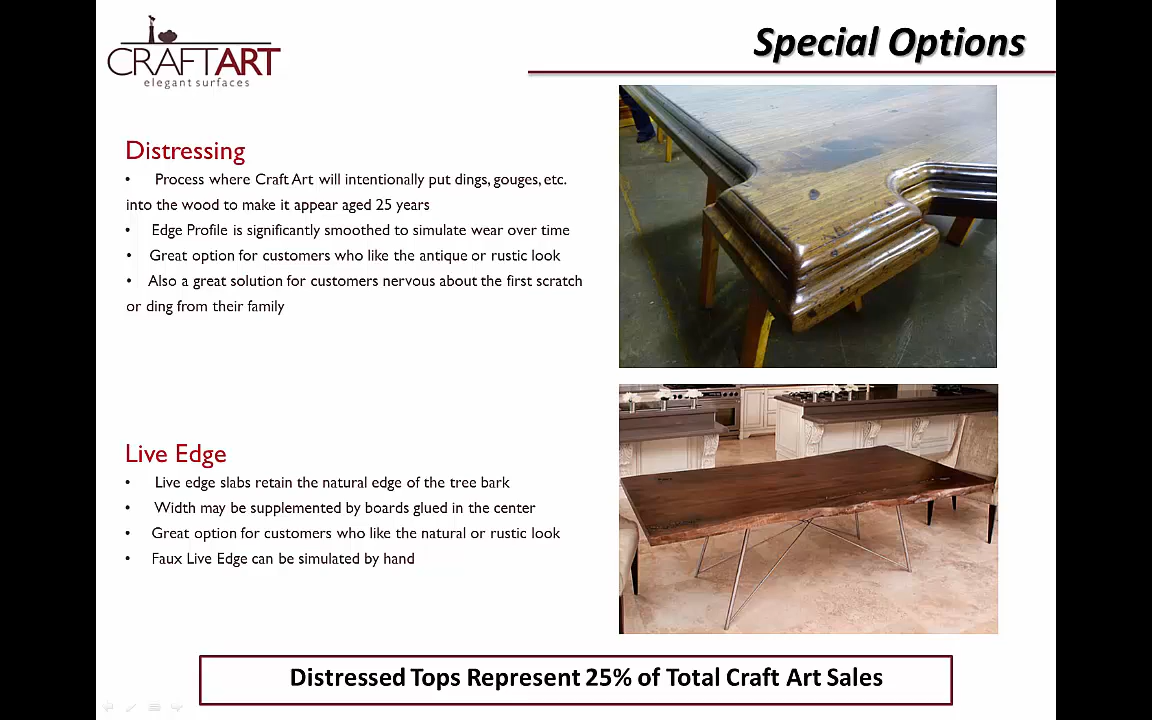 CRAFTART
elegant surfaces
Special Options
Distressing
• Process where Craft Art will intentionally put dings, gouges, etc.
into the wood to make it appear aged 25 years
• Edge Profile is significantly smoothed to simulate wear over time
• Great option for customers who like the antique or rustic look
• Also a great solution for customers nervous about the first scratch
or ding from their family
Live Edge
• Live edge slabs retain the natural edge of the tree bark
• Width may be supplemented by boards glued in the center
• Great option for customers who like the natural or rustic look
• Faux Live Edge can be simulated by hand
Distressed Tops Represent 25% of Total Craft Art Sales